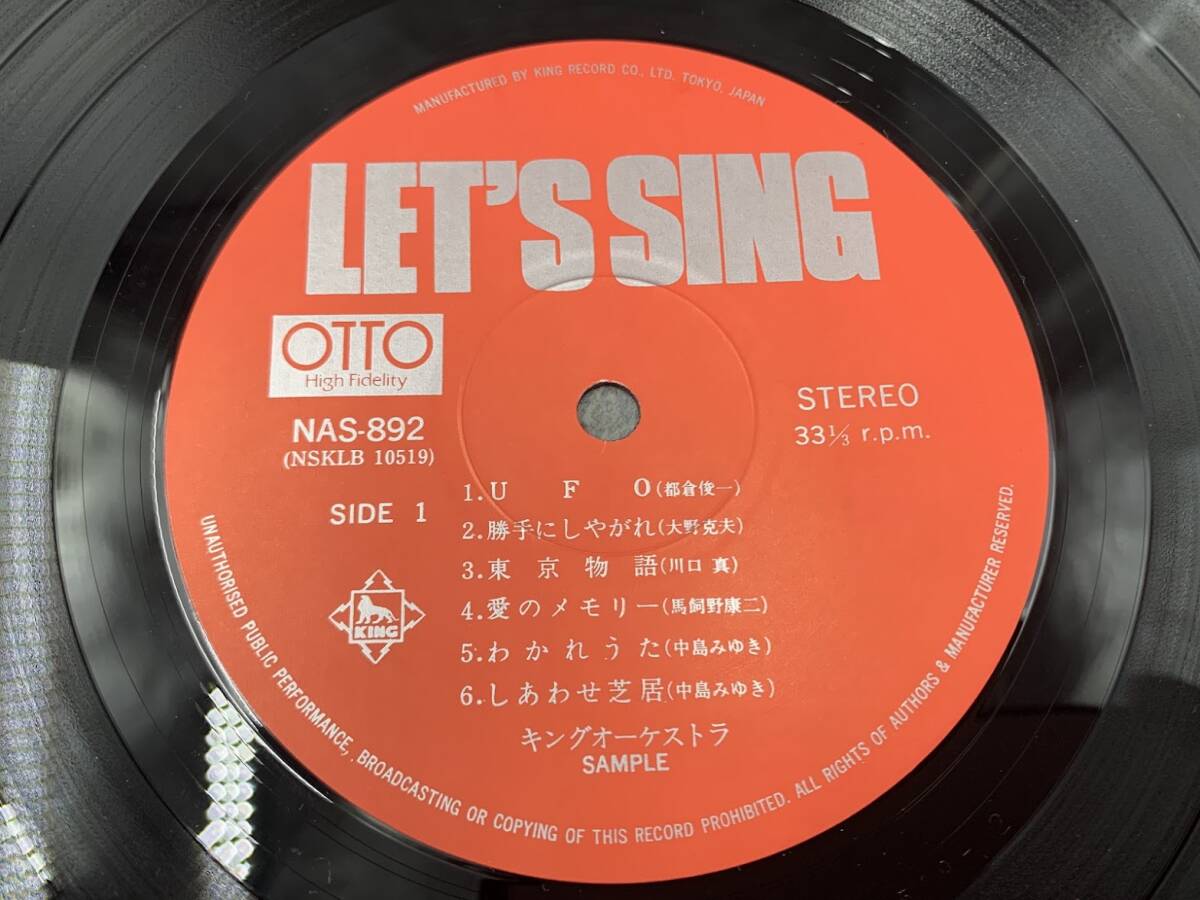 MANUFACTURED BY KING RECORD CO., LTD. TOKYO, JAPAN
LET'S SING
OTTO
High Fidelity
NAS-892
(NSKLB 10519)
SIDE 1
STEREO
33 1/3 r.p.m.
1. U F O (都倉俊一)
2. 勝手にしやがれ (大野克夫)
3. 東京物語 (川口 真)
4. 愛のメモリー (馬飼野康二)
5. わかれうた (中島みゆき)
6. しあわせ芝居 (中島みゆき)
キングオーケストラ
SAMPLE
KING
UNAUTHORISED PUBLIC PERFORMANCE, BROADCASTING OR COPYING OF THIS RECORD PROHIBITED. ALL RIGHTS OF AUTHORS & MANUFACTURER RESERVED.